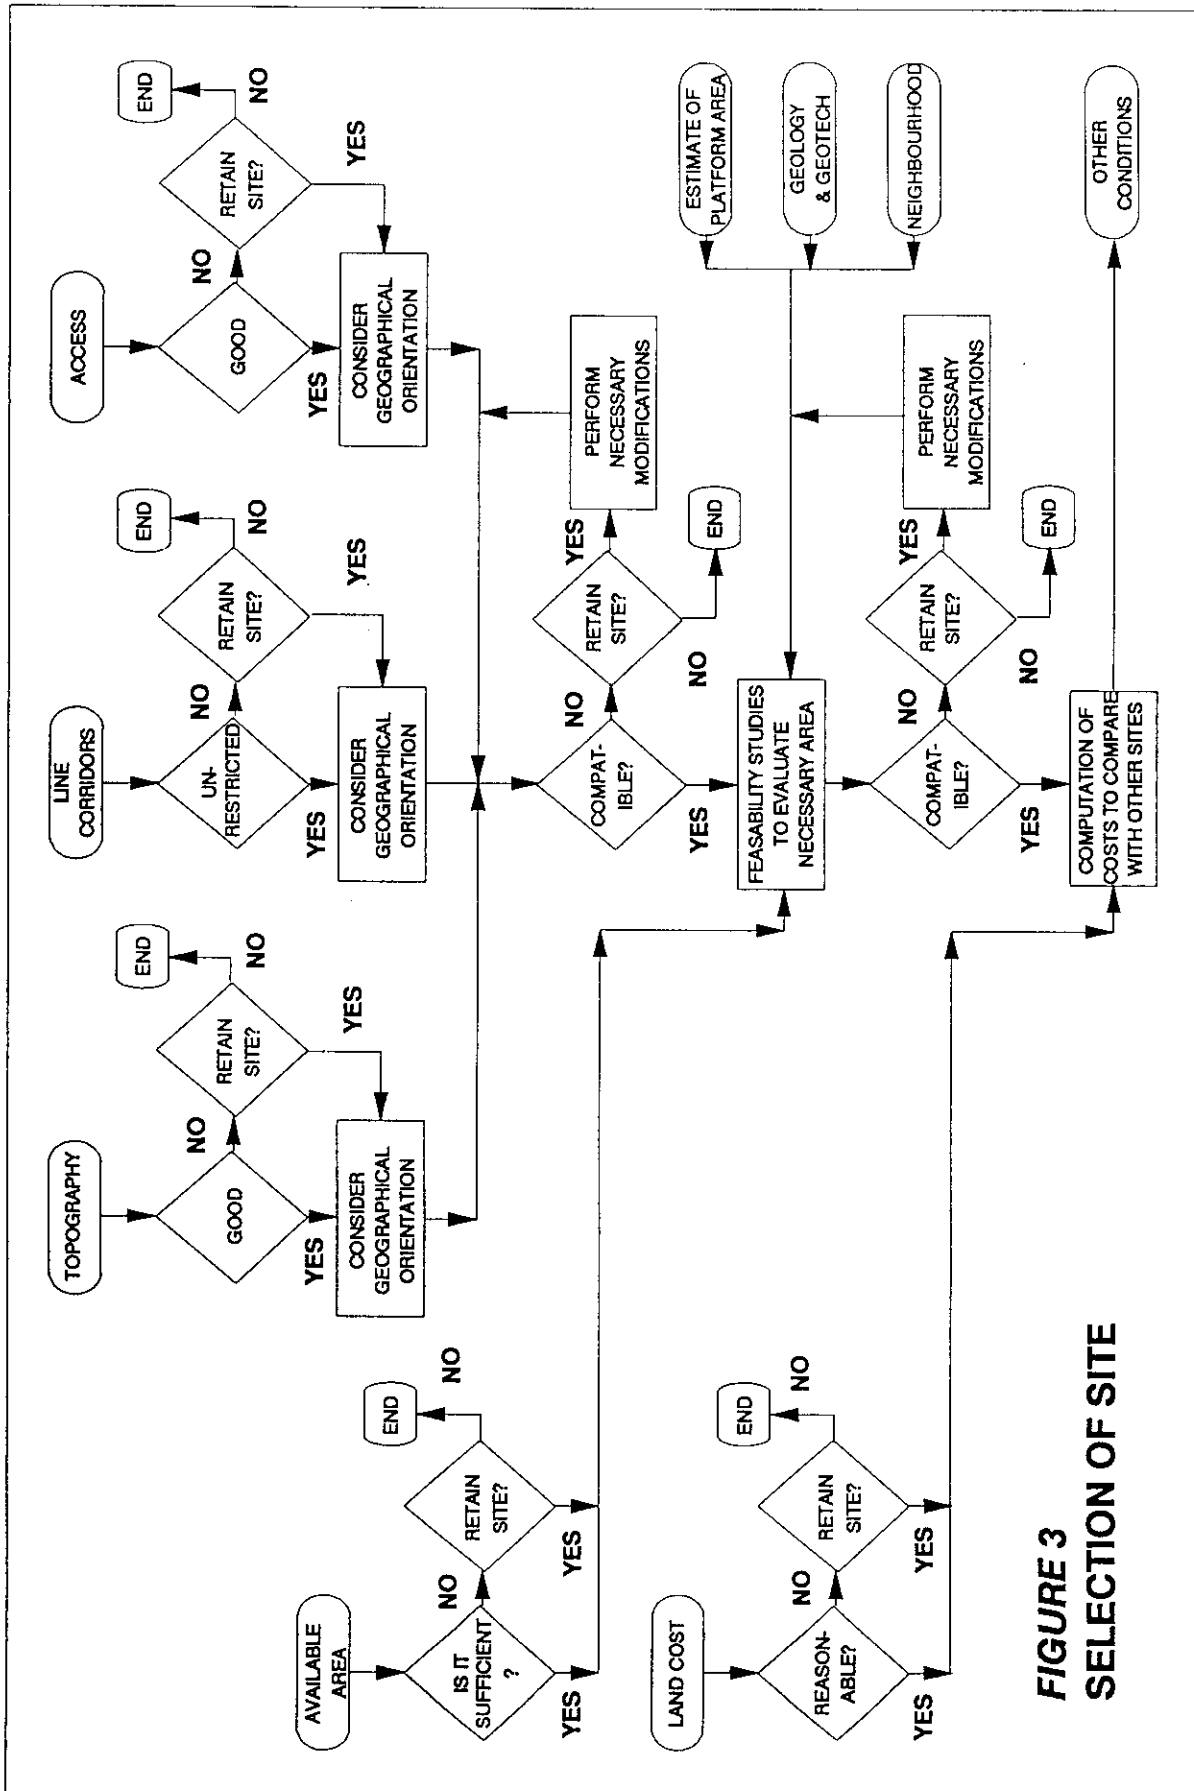 TOPOGRAPHY
GOOD
NO
RETAIN
SITE?
NO
END
YES
YES
CONSIDER
GEOGRAPHICAL
ORIENTATION
LINE
CORRIDORS
UN-
RESTRICTED
NO
RETAIN
SITE?
NO
END
YES
YES
CONSIDER
GEOGRAPHICAL
ORIENTATION
ACCESS
GOOD
NO
RETAIN
SITE?
NO
END
YES
YES
CONSIDER
GEOGRAPHICAL
ORIENTATION
AVAILABLE
AREA
IS IT
SUFFICIENT
?
NO
RETAIN
SITE?
NO
END
YES
YES
COMPAT-
IBLE?
NO
RETAIN
SITE?
YES
PERFORM
NECESSARY
MODIFICATIONS
NO
END
YES
ESTIMATE OF
PLATFORM AREA
GEOLOGY
& GEOTECH
NEIGHBOURHOOD
FEASABILITY STUDIES
TO EVALUATE
NECESSARY AREA
LAND COST
REASON-
ABLE?
NO
RETAIN
SITE?
NO
END
YES
YES
COMPAT-
IBLE?
NO
RETAIN
SITE?
YES
PERFORM
NECESSARY
MODIFICATIONS
NO
END
YES
COMPUTATION OF
COSTS TO COMPARE
WITH OTHER SITES
OTHER
CONDITIONS
FIGURE 3
SELECTION OF SITE